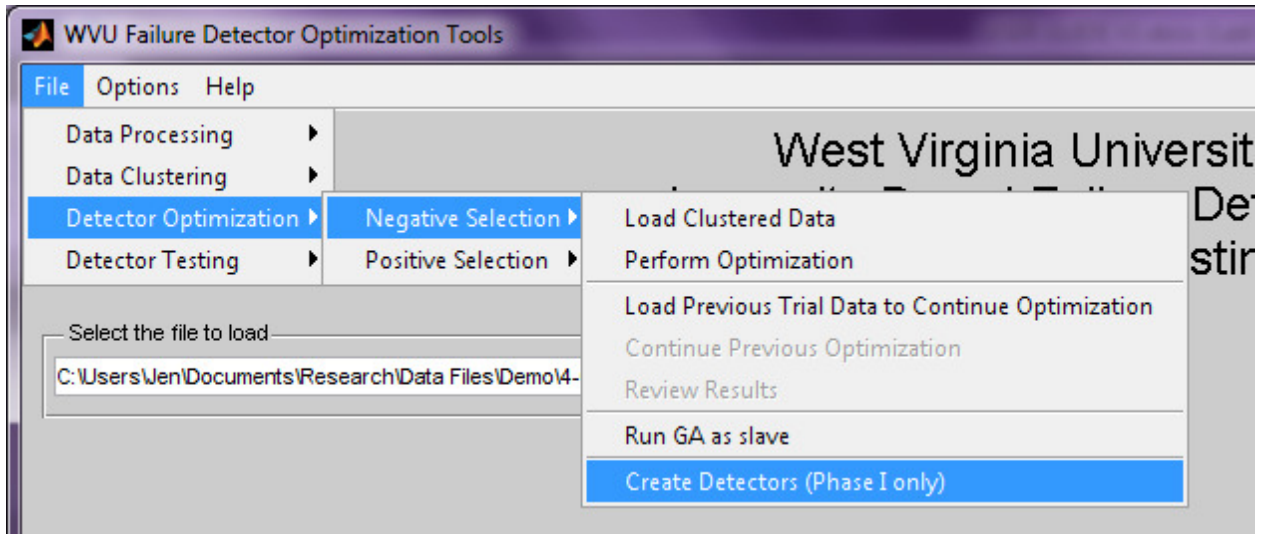 WVU Failure Detector Optimization Tools
File Options Help
Data Processing
Data Clustering
Detector Optimization
Detector Testing
Negative Selection
Positive Selection
Load Clustered Data
Perform Optimization
Load Previous Trial Data to Continue Optimization
Continue Previous Optimization
Review Results
Run GA as slave
Create Detectors (Phase I only)
West Virginia Universit
Select the file to load
C:\Users\Jen\Documents\Research\Data Files\Demo\4-